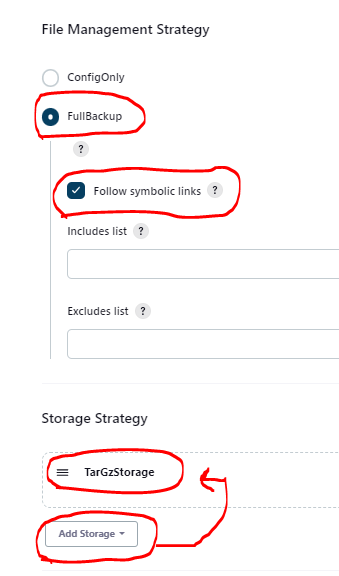 File Management Strategy
ConfigOnly
FullBackup
?
Follow symbolic links ?
Includes list ?
Excludes list ?
Storage Strategy
TarGzStorage
Add Storage